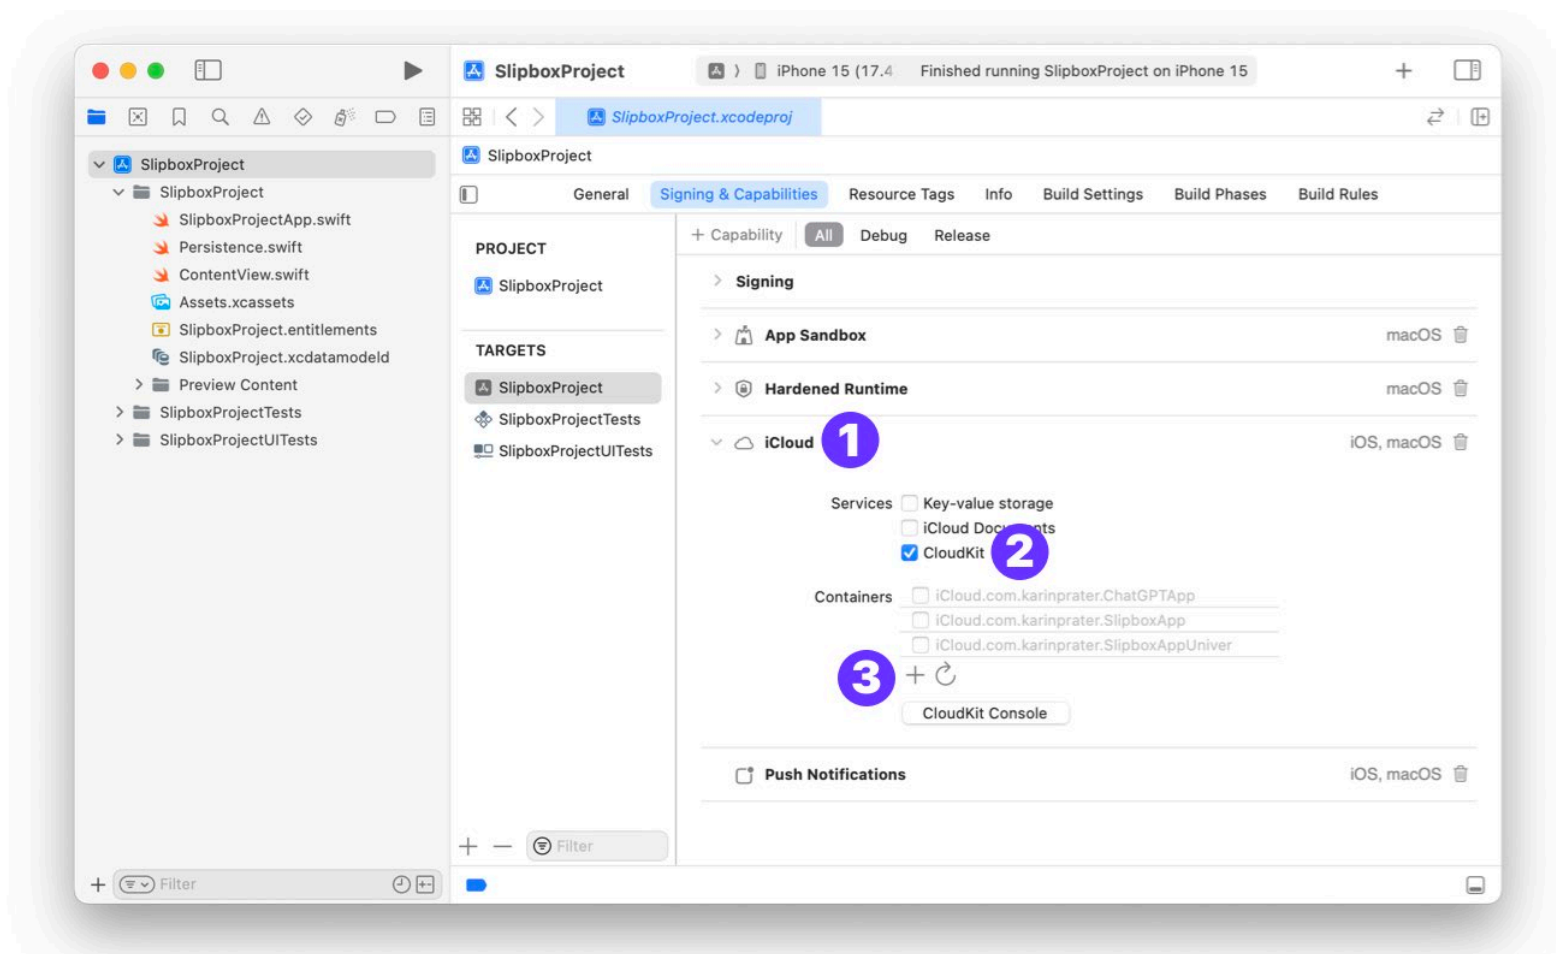 SlipboxProject
iPhone 15 (17.4
Finished running SlipboxProject on iPhone 15
SlipboxProject.xcodeproj
SlipboxProject
SlipboxProject
SlipboxProjectApp.swift
Persistence.swift
ContentView.swift
Assets.xcassets
SlipboxProject.entitlements
SlipboxProject.xcdatamodeld
Preview Content
SlipboxProjectTests
SlipboxProjectUITests
Filter
SlipboxProject
General Signing & Capabilities Resource Tags Info Build Settings Build Phases Build Rules
PROJECT
SlipboxProject
TARGETS
SlipboxProject
SlipboxProjectTests
SlipboxProjectUITests
Filter
+ Capability All Debug Release
Signing
App Sandbox macOS
Hardened Runtime macOS
iCloud 1 iOS, macOS
Services Key-value storage
iCloud Documents
CloudKit 2
Containers iCloud.com.karinprater.ChatGPTApp
iCloud.com.karinprater.SlipboxApp
iCloud.com.karinprater.SlipboxAppUniver
3
CloudKit Console
Push Notifications iOS, macOS